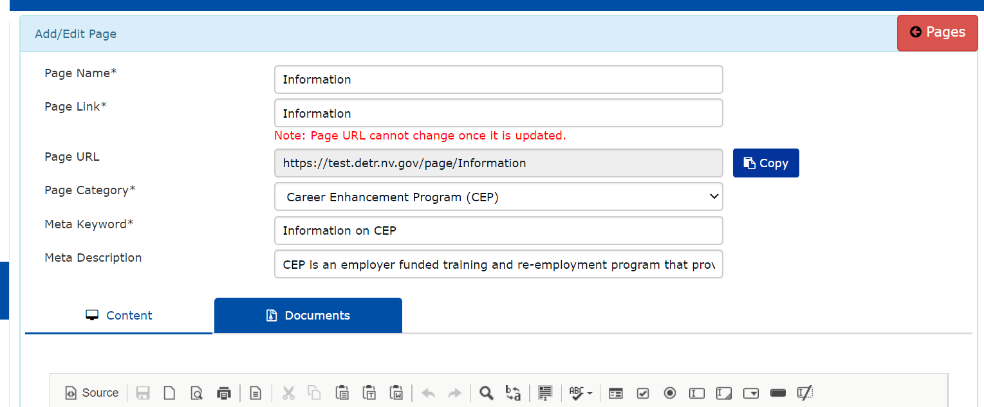 Add/Edit Page
Pages
Page Name* Information
Page Link* Information
Note: Page URL cannot change once it is updated.
Page URL https://test.detr.nv.gov/page/Information Copy
Page Category* Career Enhancement Program (CEP)
Meta Keyword* Information on CEP
Meta Description CEP is an employer funded training and re-employment program that prov
Content Documents
Source